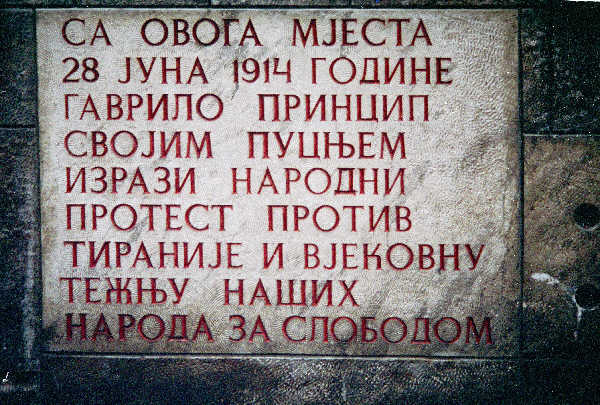 СА ОВОГА МЈЕСТА
28 ЈУНА 1914 ГОДИНЕ
ГАВРИЛО ПРИНЦИП
СВОЈИМ ПУЦЊЕМ
ИЗРАЗИ НАРОДНИ
ПРОТЕСТ ПРОТИВ
ТИРАНИЈЕ И ВЈЕКОВНУ
ТЕЖЊУ НАШИХ
НАРОДА ЗА СЛОБОДОМ